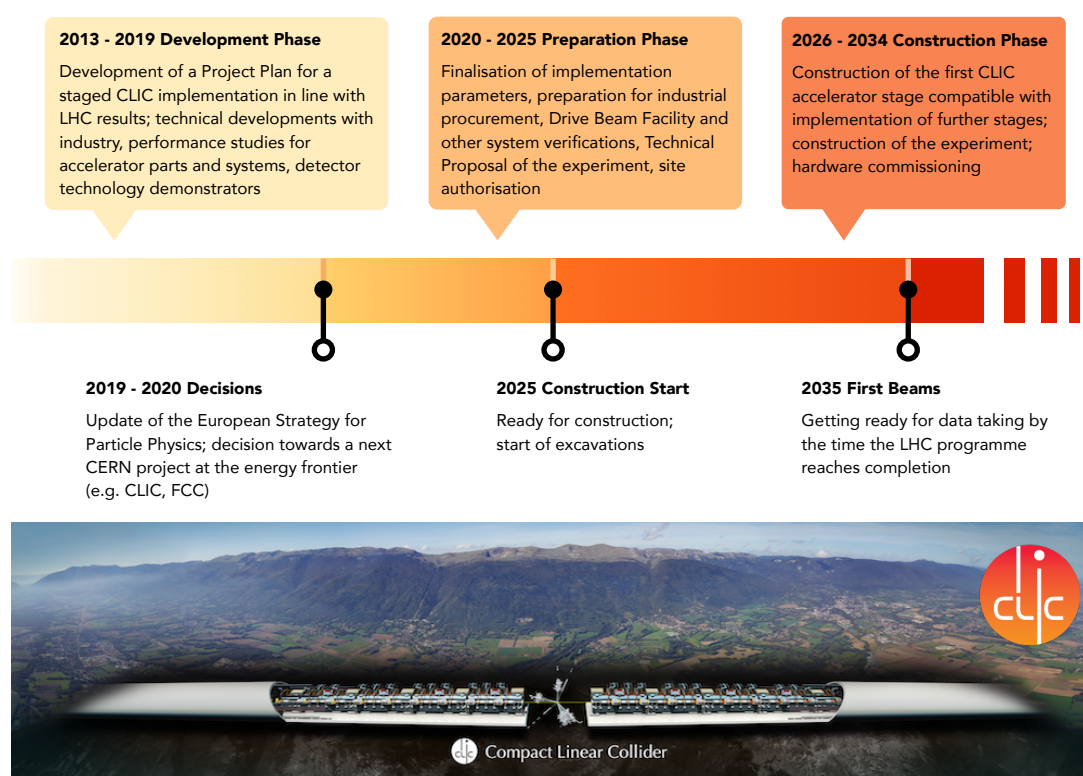 2013 - 2019 Development Phase
Development of a Project Plan for a
staged CLIC implementation in line with
LHC results; technical developments with
industry, performance studies for
accelerator parts and systems, detector
technology demonstrators
2020 - 2025 Preparation Phase
Finalisation of implementation
parameters, preparation for industrial
procurement, Drive Beam Facility and
other system verifications, Technical
Proposal of the experiment, site
authorisation
2026 - 2034 Construction Phase
Construction of the first CLIC
accelerator stage compatible with
implementation of further stages;
construction of the experiment;
hardware commissioning
2019 - 2020 Decisions
Update of the European Strategy for
Particle Physics; decision towards a next
CERN project at the energy frontier
(e.g. CLIC, FCC)
2025 Construction Start
Ready for construction;
start of excavations
2035 First Beams
Getting ready for data taking by
the time the LHC programme
reaches completion
clic
clic Compact Linear Collider